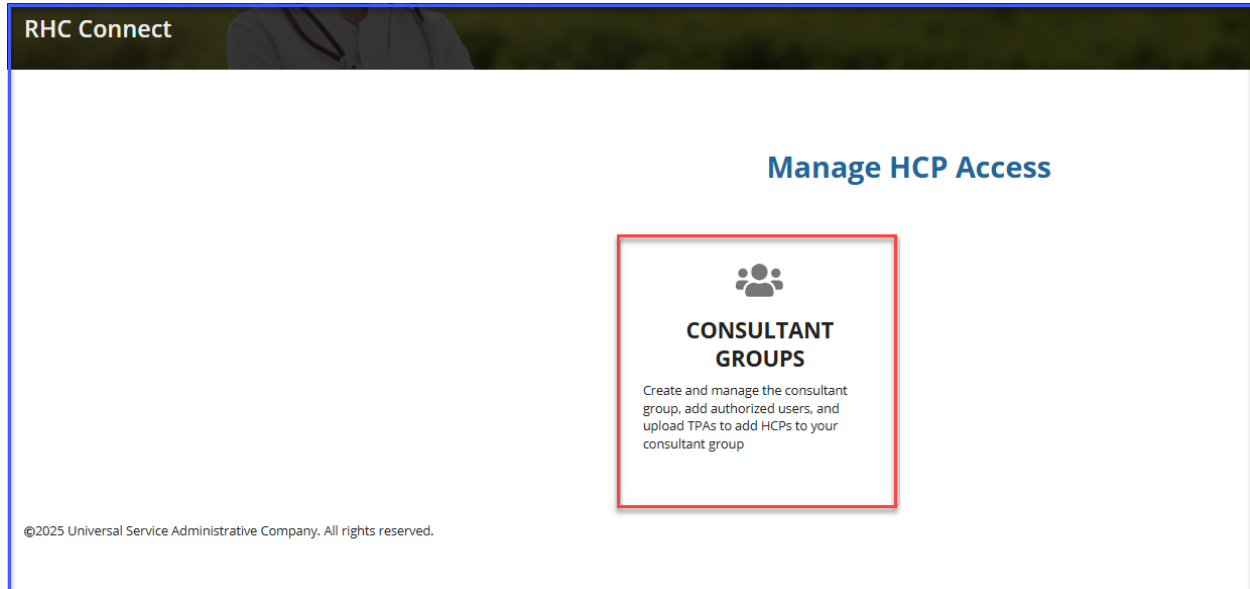 RHC Connect
Manage HCP Access
CONSULTANT
GROUPS
Create and manage the consultant
group, add authorized users, and
upload TPAs to add HCPs to your
consultant group
©2025 Universal Service Administrative Company. All rights reserved.